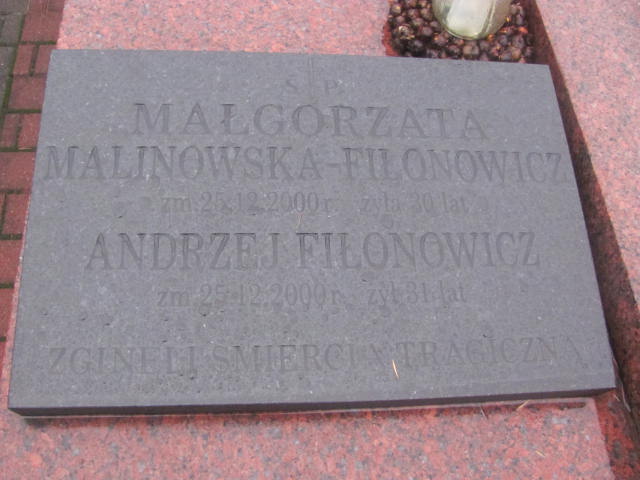 Ś P
MAŁGORZATA
MALINOWSKA-FIŁONOWICZ
zm. 25.12.2000 r. żyła 30 lat
ANDRZEJ FIŁONOWICZ
zm. 25.12.2000 r. żył 31 lat
ZGINĘLI ŚMIERCIĄ TRAGICZNĄ